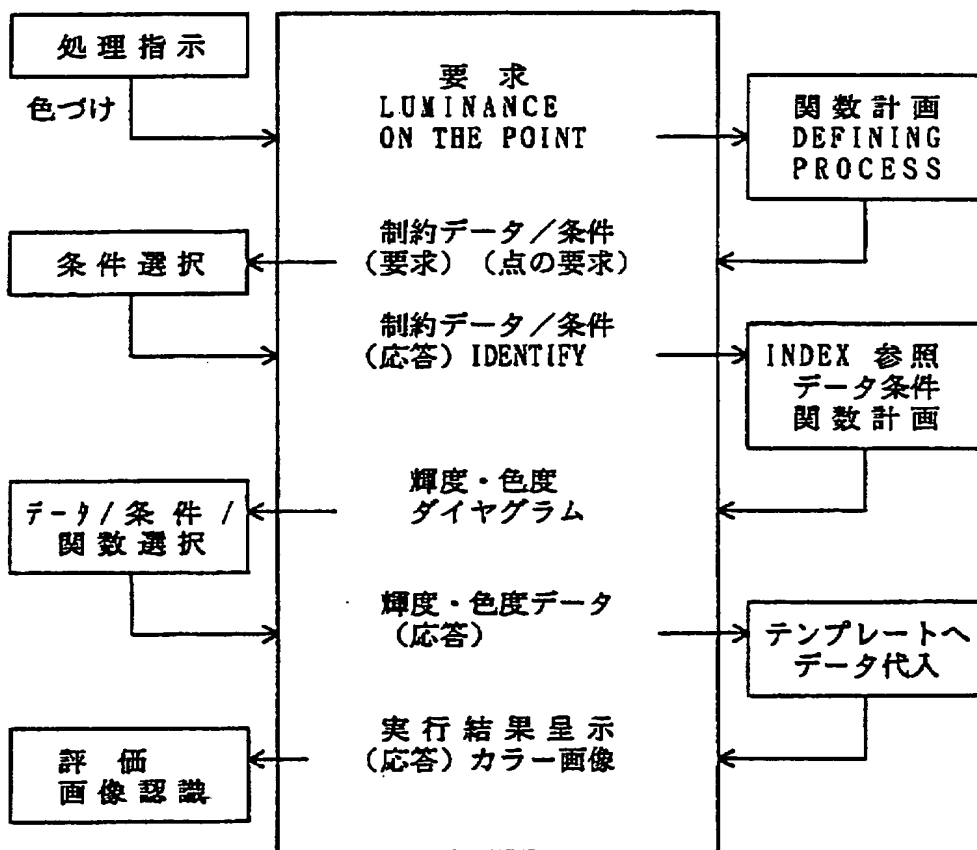 処理指示
色づけ
要求
LUMINANCE
ON THE POINT
関数計画
DEFINING
PROCESS
制約データ／条件
（要求）（点の要求）
条件選択
制約データ／条件
（応答）IDENTIFY
INDEX 参照
データ条件
関数計画
輝度・色度
ダイヤグラム
データ/条件/
関数選択
輝度・色度データ
（応答）
テンプレートへ
データ代入
実行結果呈示
（応答）カラー画像
評価
画像認識